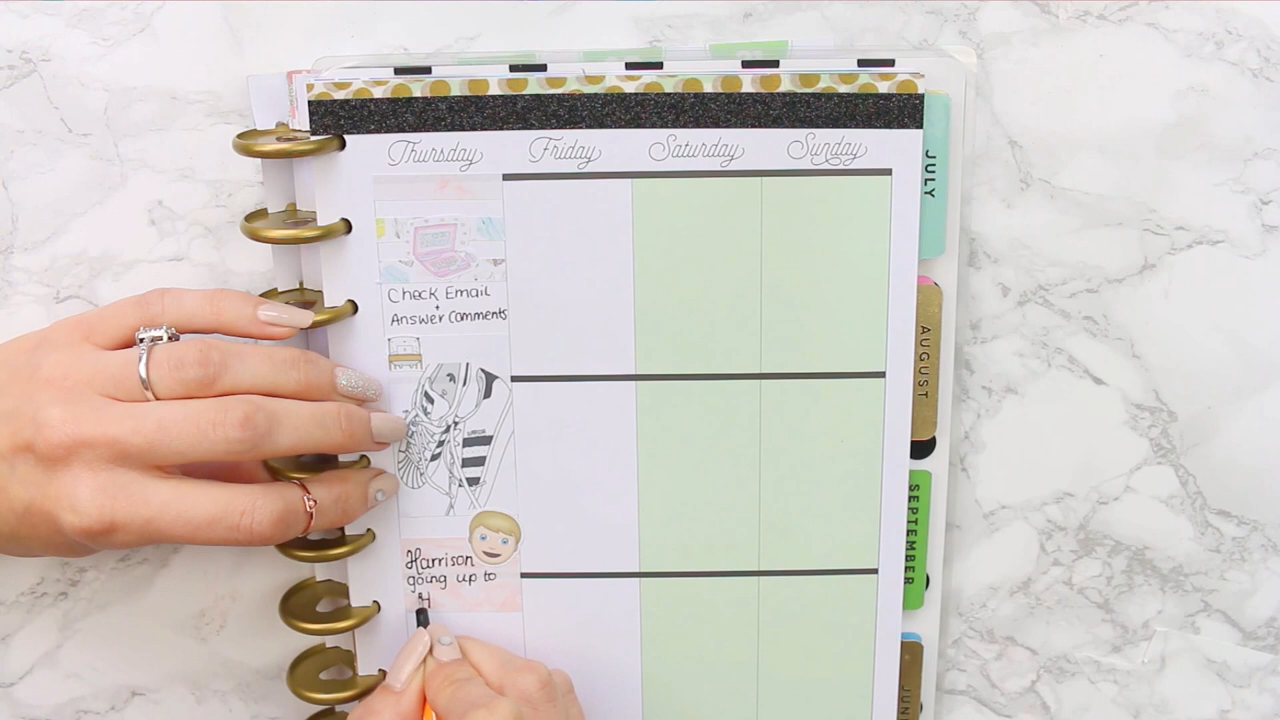 Thursday Friday Saturday Sunday
Check Email
+
Answer Comments
Harrison
going up to
H
JULY
AUGUST
SEPTEMBER